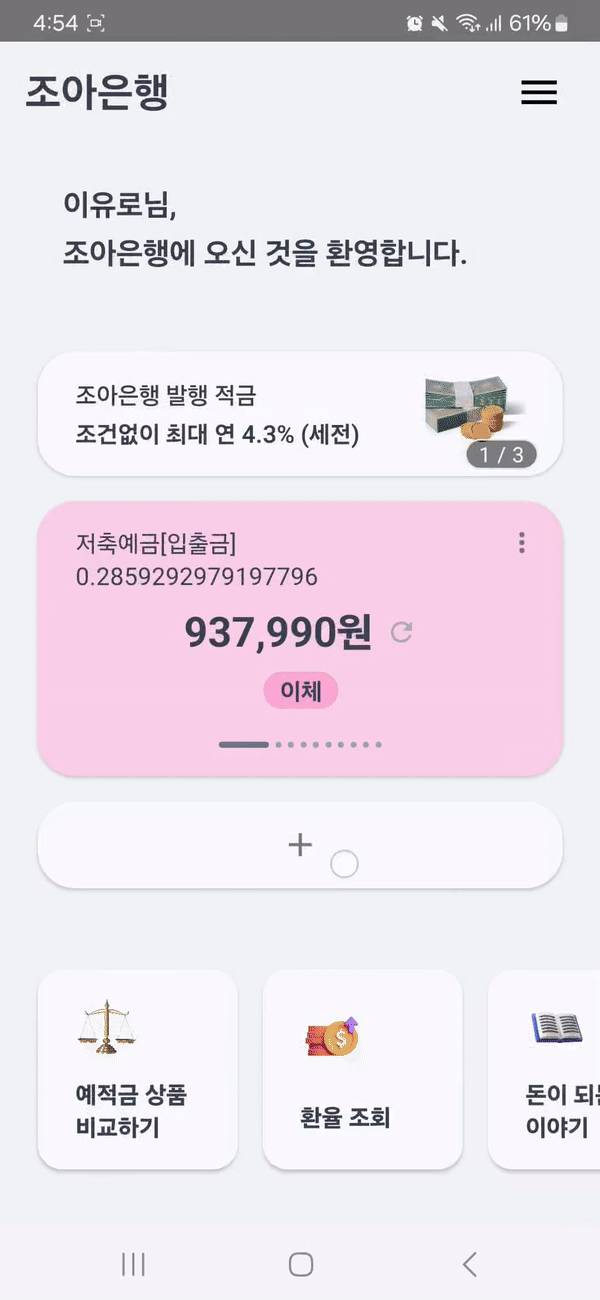 4:54
61%
조아은행
이유로님,
조아은행에 오신 것을 환영합니다.
조아은행 발행 적금
조건없이 최대 연 4.3% (세전)
1 / 3
저축예금[입출금]
0.2859292979197796
937,990원
이체
+
예적금 상품
비교하기
환율 조회
돈이 되는
이야기